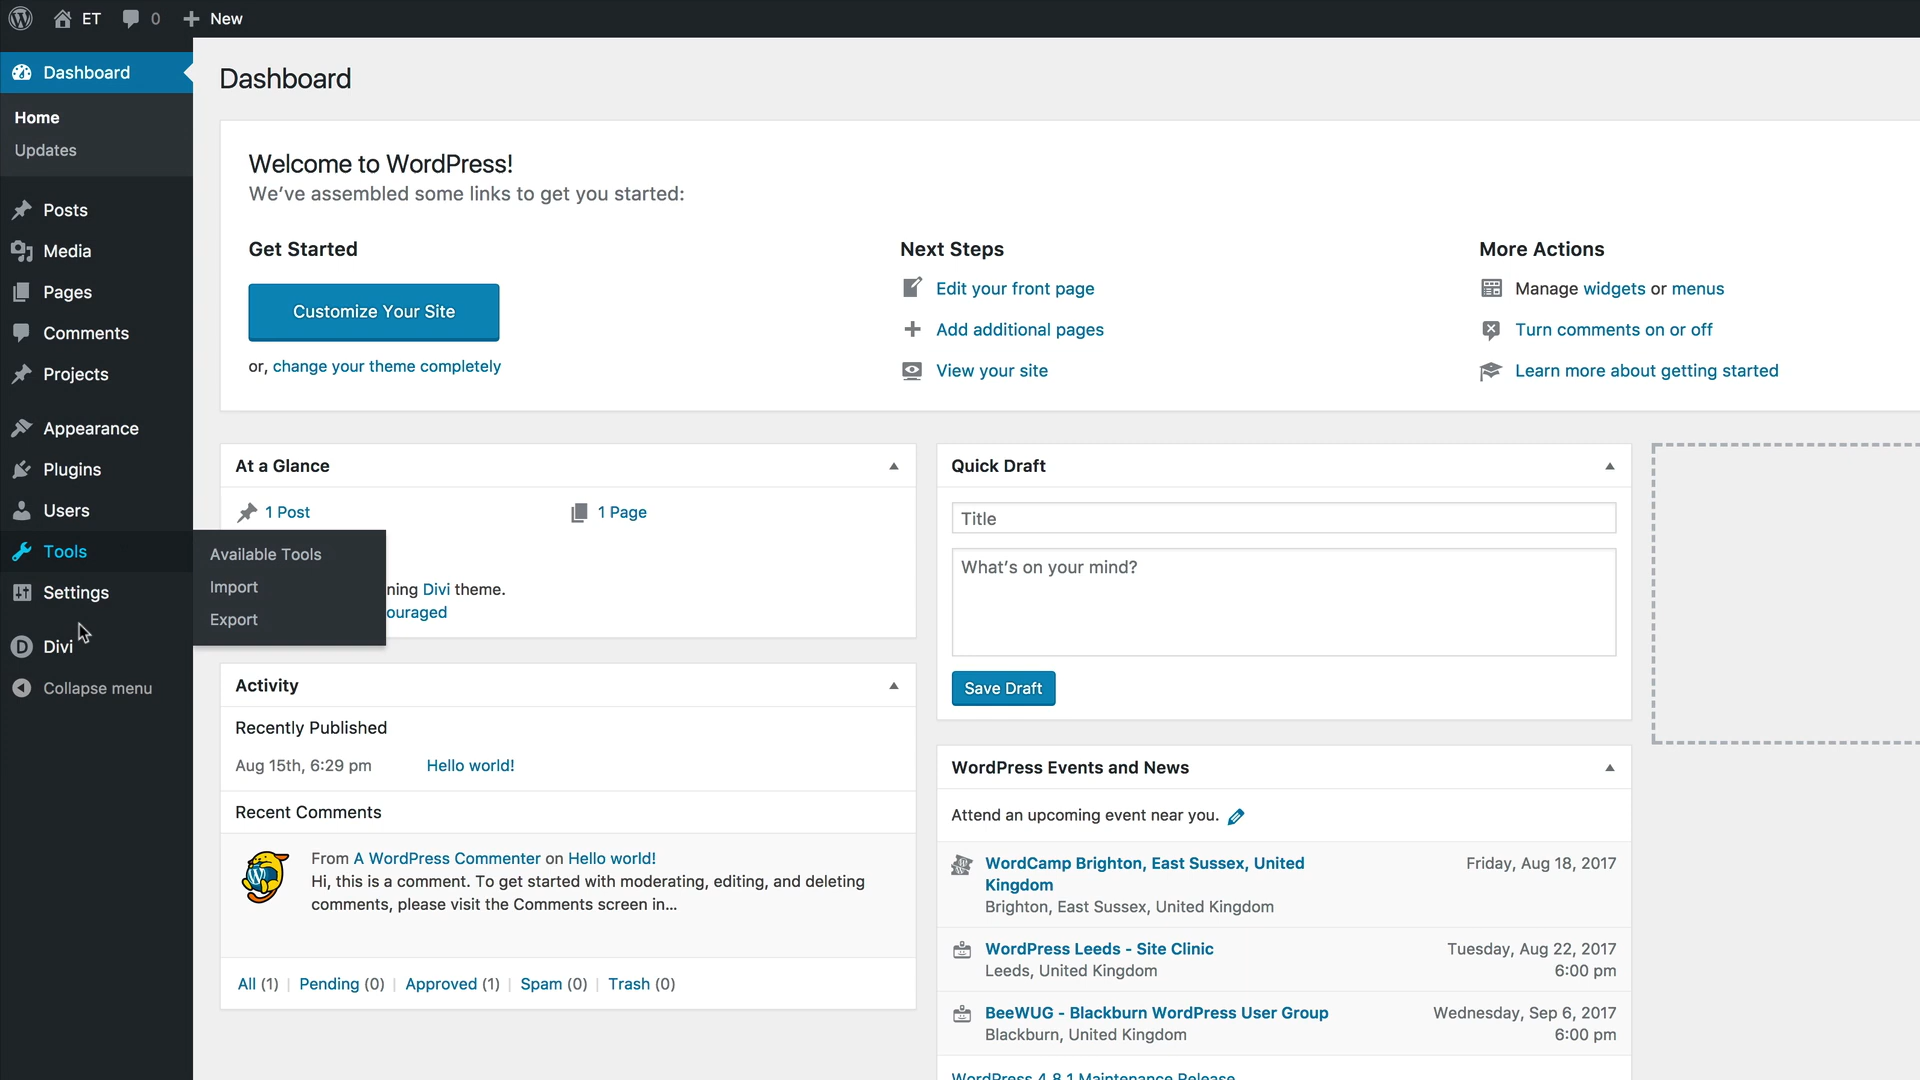 ET
0
New
Dashboard
Home
Updates
Posts
Media
Pages
Comments
Projects
Appearance
Plugins
Users
Tools
Settings
Divi
Collapse menu
Available Tools
Import
Export
Dashboard
Welcome to WordPress!
We've assembled some links to get you started:
Get Started
Customize Your Site
or, change your theme completely
Next Steps
Edit your front page
Add additional pages
View your site
More Actions
Manage widgets or menus
Turn comments on or off
Learn more about getting started
At a Glance
1 Post
1 Page
Divi theme.
Activity
Recently Published
Aug 15th, 6:29 pm Hello world!
Recent Comments
From A WordPress Commenter on Hello world!
Hi, this is a comment. To get started with moderating, editing, and deleting
comments, please visit the Comments screen in...
All (1) | Pending (0) | Approved (1) | Spam (0) | Trash (0)
Quick Draft
Title
What's on your mind?
Save Draft
WordPress Events and News
Attend an upcoming event near you.
WordCamp Brighton, East Sussex, United
Kingdom
Brighton, East Sussex, United Kingdom
Friday, Aug 18, 2017
WordPress Leeds - Site Clinic
Leeds, United Kingdom
Tuesday, Aug 22, 2017
6:00 pm
BeeWUG - Blackburn WordPress User Group
Blackburn, United Kingdom
Wednesday, Sep 6, 2017
6:00 pm
WordPress 4.8.1 Maintenance Release